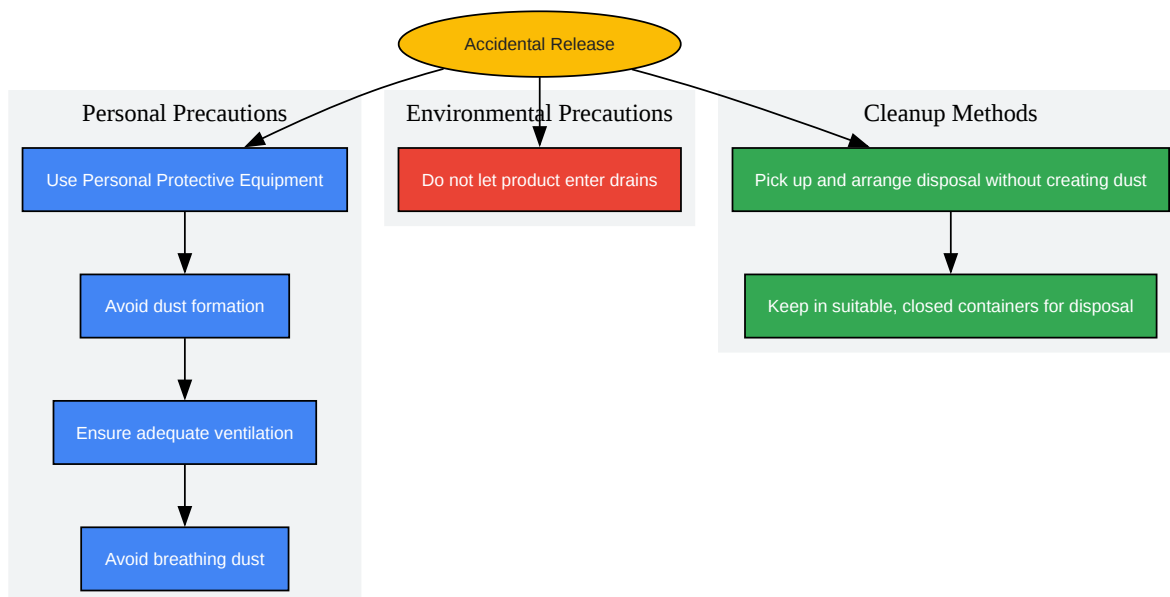 Accidental Release
Personal Precautions
Use Personal Protective Equipment
Avoid dust formation
Ensure adequate ventilation
Avoid breathing dust
Environmental Precautions
Do not let product enter drains
Cleanup Methods
Pick up and arrange disposal without creating dust
Keep in suitable, closed containers for disposal